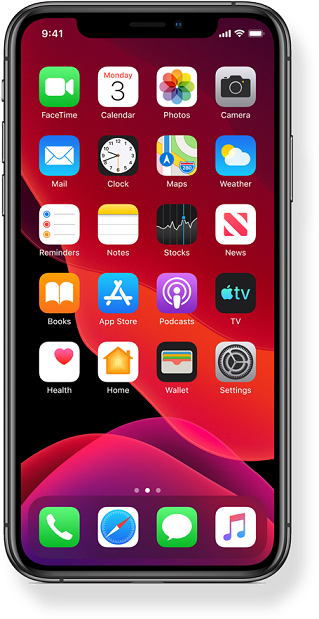 9:41
Monday
3
FaceTime Calendar Photos Camera
280
Mail Clock Maps Weather
Reminders Notes Stocks News
tv
Books App Store Podcasts TV
Health Home Wallet Settings